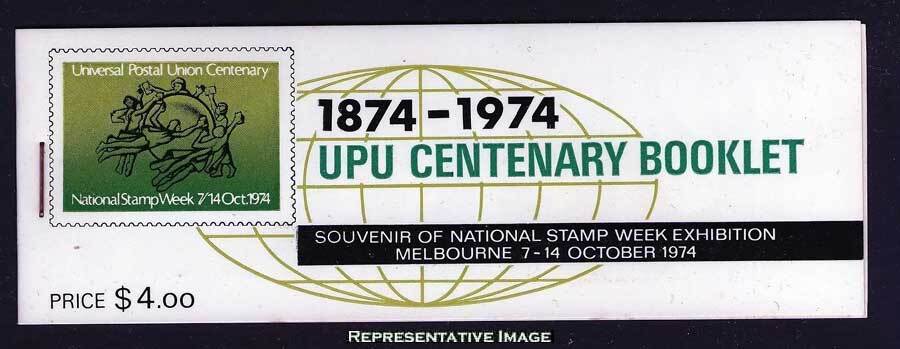 Universal Postal Union Centenary
National Stamp Week 7/14 Oct. 1974
1874-1974
UPU CENTENARY BOOKLET
SOUVENIR OF NATIONAL STAMP WEEK EXHIBITION
MELBOURNE 7-14 OCTOBER 1974
PRICE $4.00
REPRESENTATIVE IMAGE